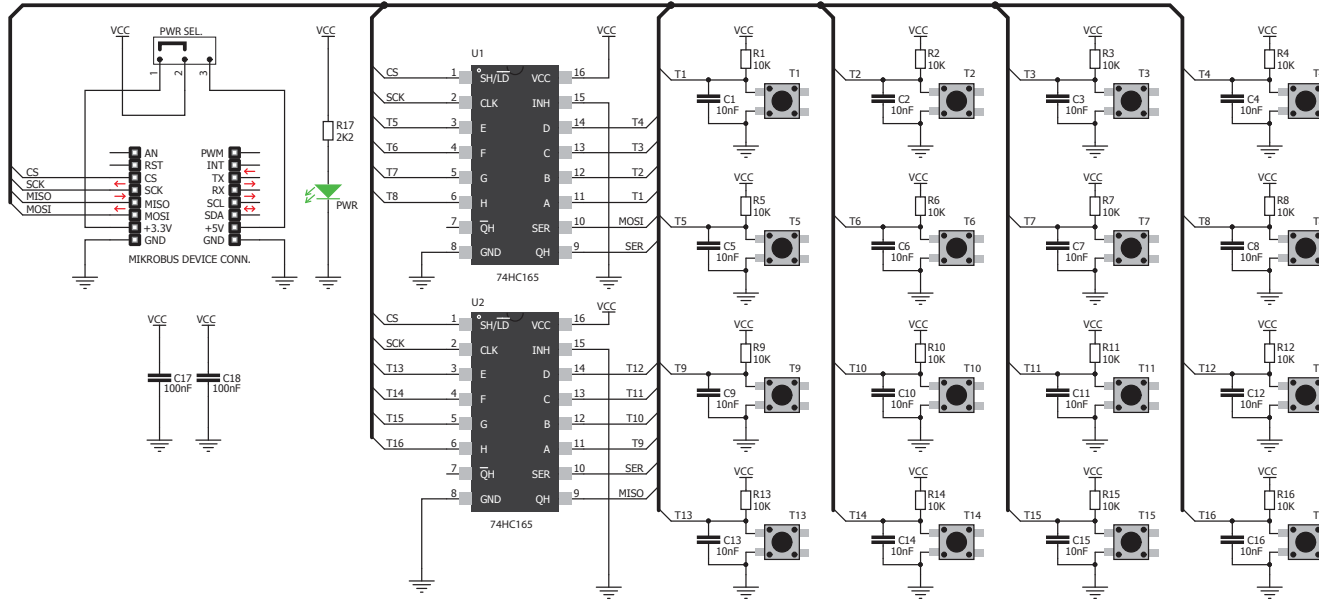 VCC
PWR SEL.
1
2
3
AN
RST
CS
SCK
MISO
MOSI
+3.3V
GND
PWM
INT
TX
RX
SCL
SDA
+5V
GND
CS
SCK
MISO
MOSI
MIKROBUS DEVICE CONN.
VCC
R17
2K2
PWR
VCC
VCC
C17
100nF
C18
100nF
U1
VCC
CS
SCK
T5
T6
T7
T8
1
2
3
4
5
6
7
8
SH/LD
CLK
E
F
G
H
QH
GND
VCC
INH
D
C
B
A
SER
QH
16
15
14
13
12
11
10
9
T4
T3
T2
T1
MOSI
SER
74HC165
U2
VCC
CS
SCK
T13
T14
T15
T16
1
2
3
4
5
6
7
8
SH/LD
CLK
E
F
G
H
QH
GND
VCC
INH
D
C
B
A
SER
QH
16
15
14
13
12
11
10
9
T12
T11
T10
T9
SER
MISO
74HC165
VCC
R1
10K
T1
C1
10nF
T1
VCC
R2
10K
T2
C2
10nF
T2
VCC
R3
10K
T3
C3
10nF
T3
VCC
R4
10K
T4
C4
10nF
VCC
R5
10K
T5
C5
10nF
T5
VCC
R6
10K
T6
C6
10nF
T6
VCC
R7
10K
T7
C7
10nF
T7
VCC
R8
10K
T8
C8
10nF
VCC
R9
10K
T9
C9
10nF
T9
VCC
R10
10K
T10
C10
10nF
T10
VCC
R11
10K
T11
C11
10nF
T11
VCC
R12
10K
T12
C12
10nF
VCC
R13
10K
T13
C13
10nF
T13
VCC
R14
10K
T14
C14
10nF
T14
VCC
R15
10K
T15
C15
10nF
T15
VCC
R16
10K
T16
C16
10nF